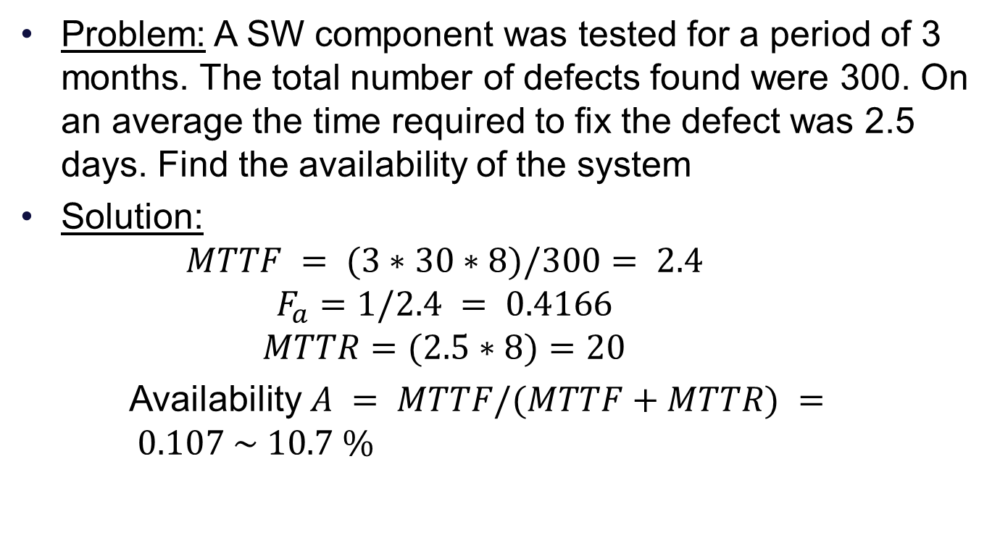 • Problem: A SW component was tested for a period of 3
months. The total number of defects found were 300. On
an average the time required to fix the defect was 2.5
days. Find the availability of the system
• Solution:
MTTF = (3 ∗ 30 ∗ 8)/300 = 2.4
Fₐ = 1/2.4 = 0.4166
MTTR = (2.5 ∗ 8) = 20
Availability A = MTTF/(MTTF + MTTR) =
0.107 ~ 10.7 %